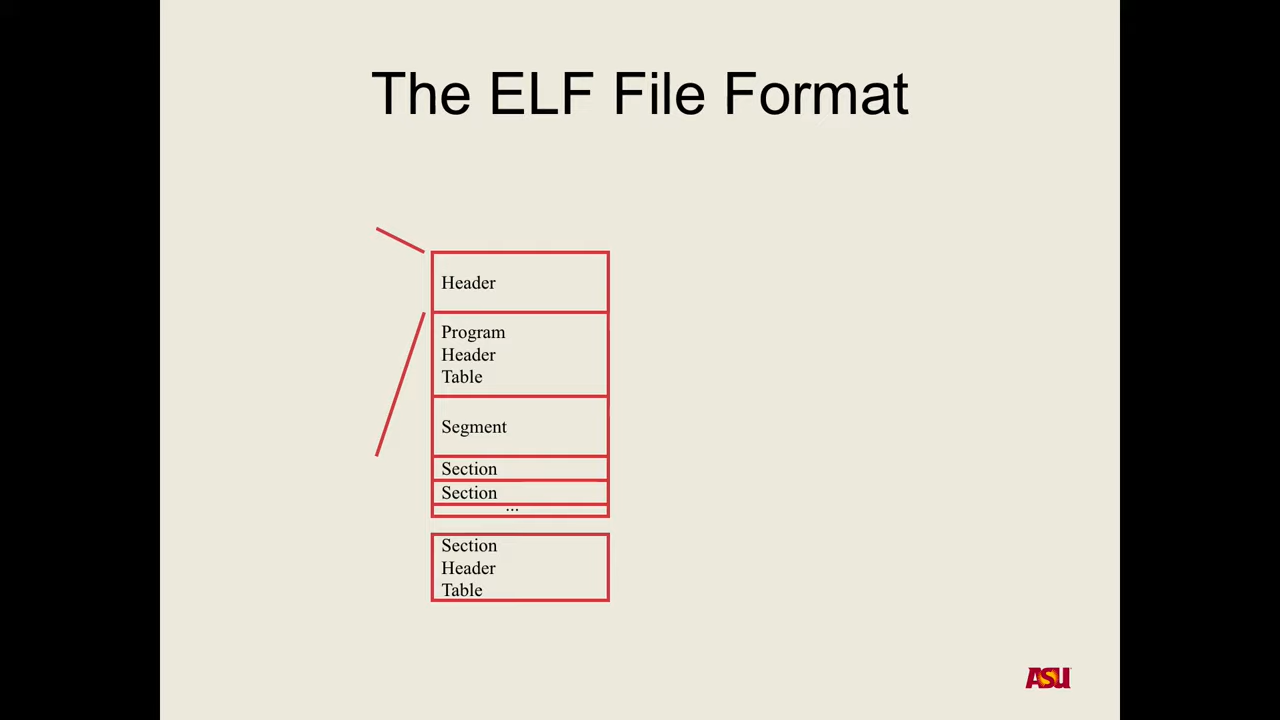 The ELF File Format
Header
Program
Header
Table
Segment
Section
Section
...
Section
Header
Table
ASU